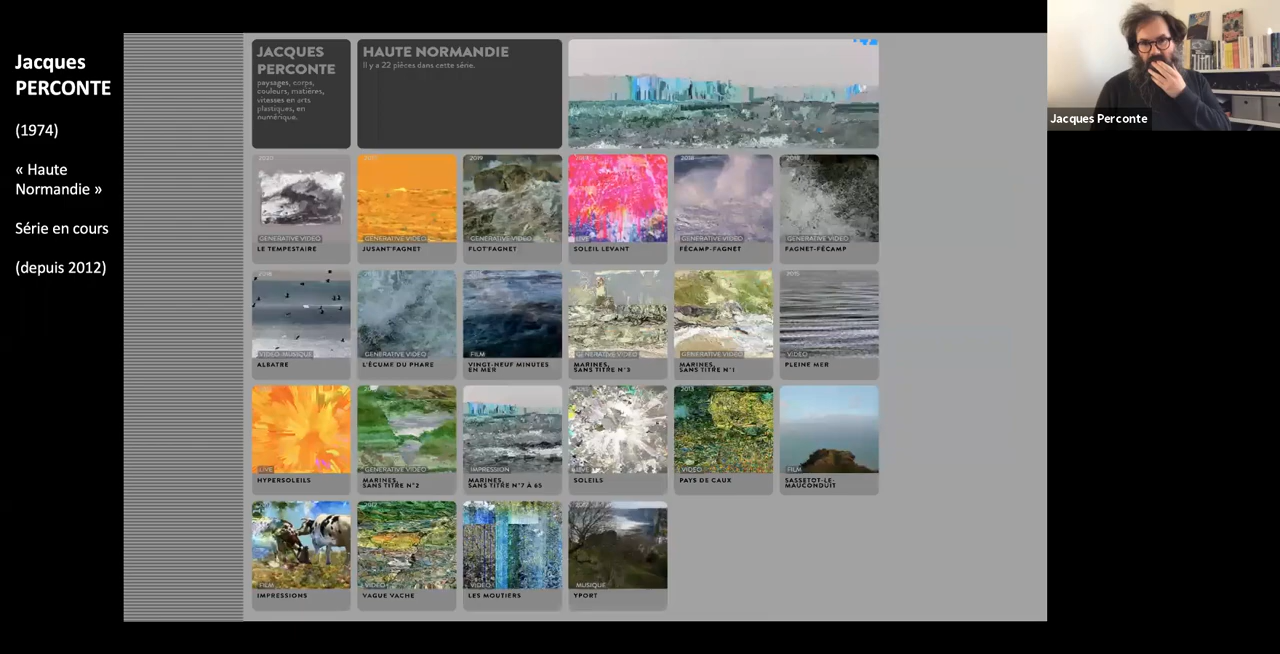 Jacques
PERCONTE
(1974)
« Haute
Normandie »
Série en cours
(depuis 2012)
JACQUES
PERCONTE
paysages, corps,
couleurs, matières,
vitesses en arts
plastiques, en
numérique.
HAUTE NORMANDIE
Il y a 22 pièces dans cette série.
Jacques Perconte
2020
GENERATIVE VIDEO
LE TEMPESTAIRE
GENERATIVE VIDEO
JUSANT'FAGNET
2019
GENERATIVE VIDEO
FLOT'FAGNET
LIVE
SOLEIL LEVANT
2018
GENERATIVE VIDEO
FÉCAMP-FAGNET
2018
GENERATIVE VIDEO
FAGNET-FÉCAMP
VIDEO-MUSIQUE
ALBATRE
GENERATIVE VIDEO
L'ÉCUME DU PHARE
FILM
VINGT-NEUF MINUTES
EN MER
GENERATIVE VIDEO
MARINES,
SANS TITRE N°3
GENERATIVE VIDEO
MARINES,
SANS TITRE N°1
VIDEO
PLEINE MER
LIVE
HYPERSOLEILS
GENERATIVE VIDEO
MARINES,
SANS TITRE N°2
IMPRESSION
MARINES,
SANS TITRE N°7 À 65
LIVE
SOLEILS
2013
VIDEO
PAYS DE CAUX
FILM
SASSETOT-LE-
MAUCONDUIT
FILM
IMPRESSIONS
2012
VIDEO
VAGUE VACHE
VIDEO
LES MOUTIERS
MUSIQUE
YPORT